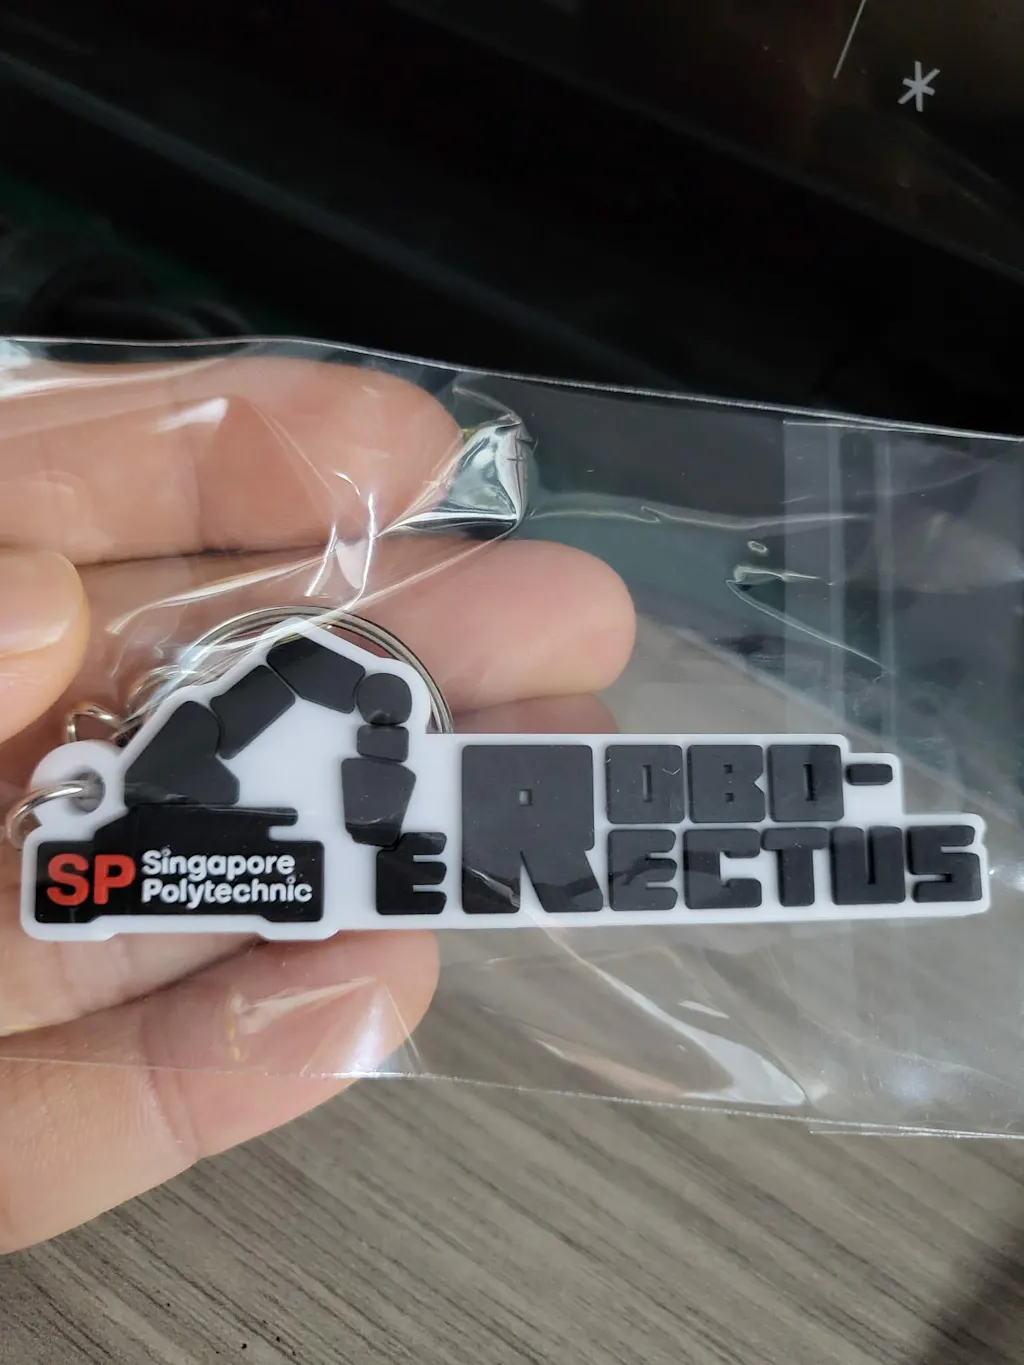 SP Singapore
Polytechnic
ROBO-
ERECTUS
*